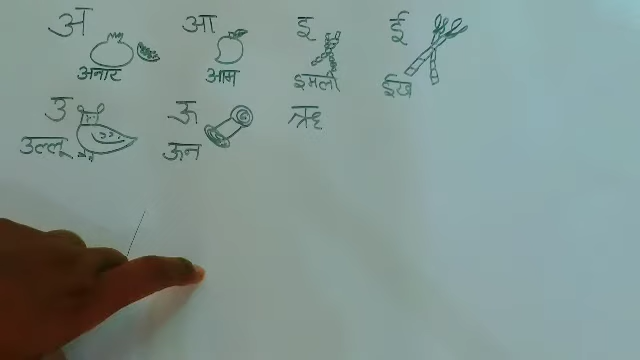 अ आ इ ई
अनार आम इमली ईख
उ ऊ ऋ
उल्लू ऊन